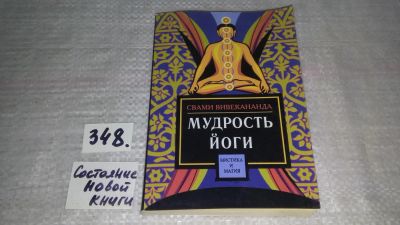 СВАМИ ВИВЕКАНАНДА
МУДРОСТЬ
ЙОГИ
МИСТИКА И
МАГИЯ
348.
Состояние
Новой
книги